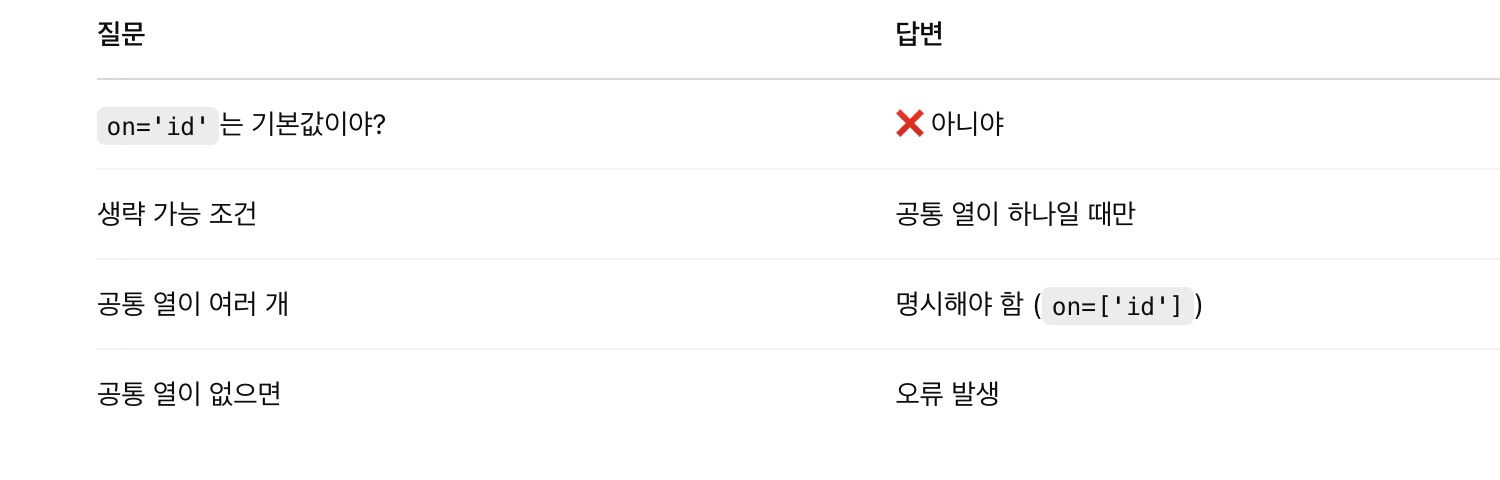 질문 답변
on='id' 는 기본값이야? ❌ 아니야
생략 가능 조건 공통 열이 하나일 때만
공통 열이 여러 개 명시해야 함 ( on=['id'] )
공통 열이 없으면 오류 발생